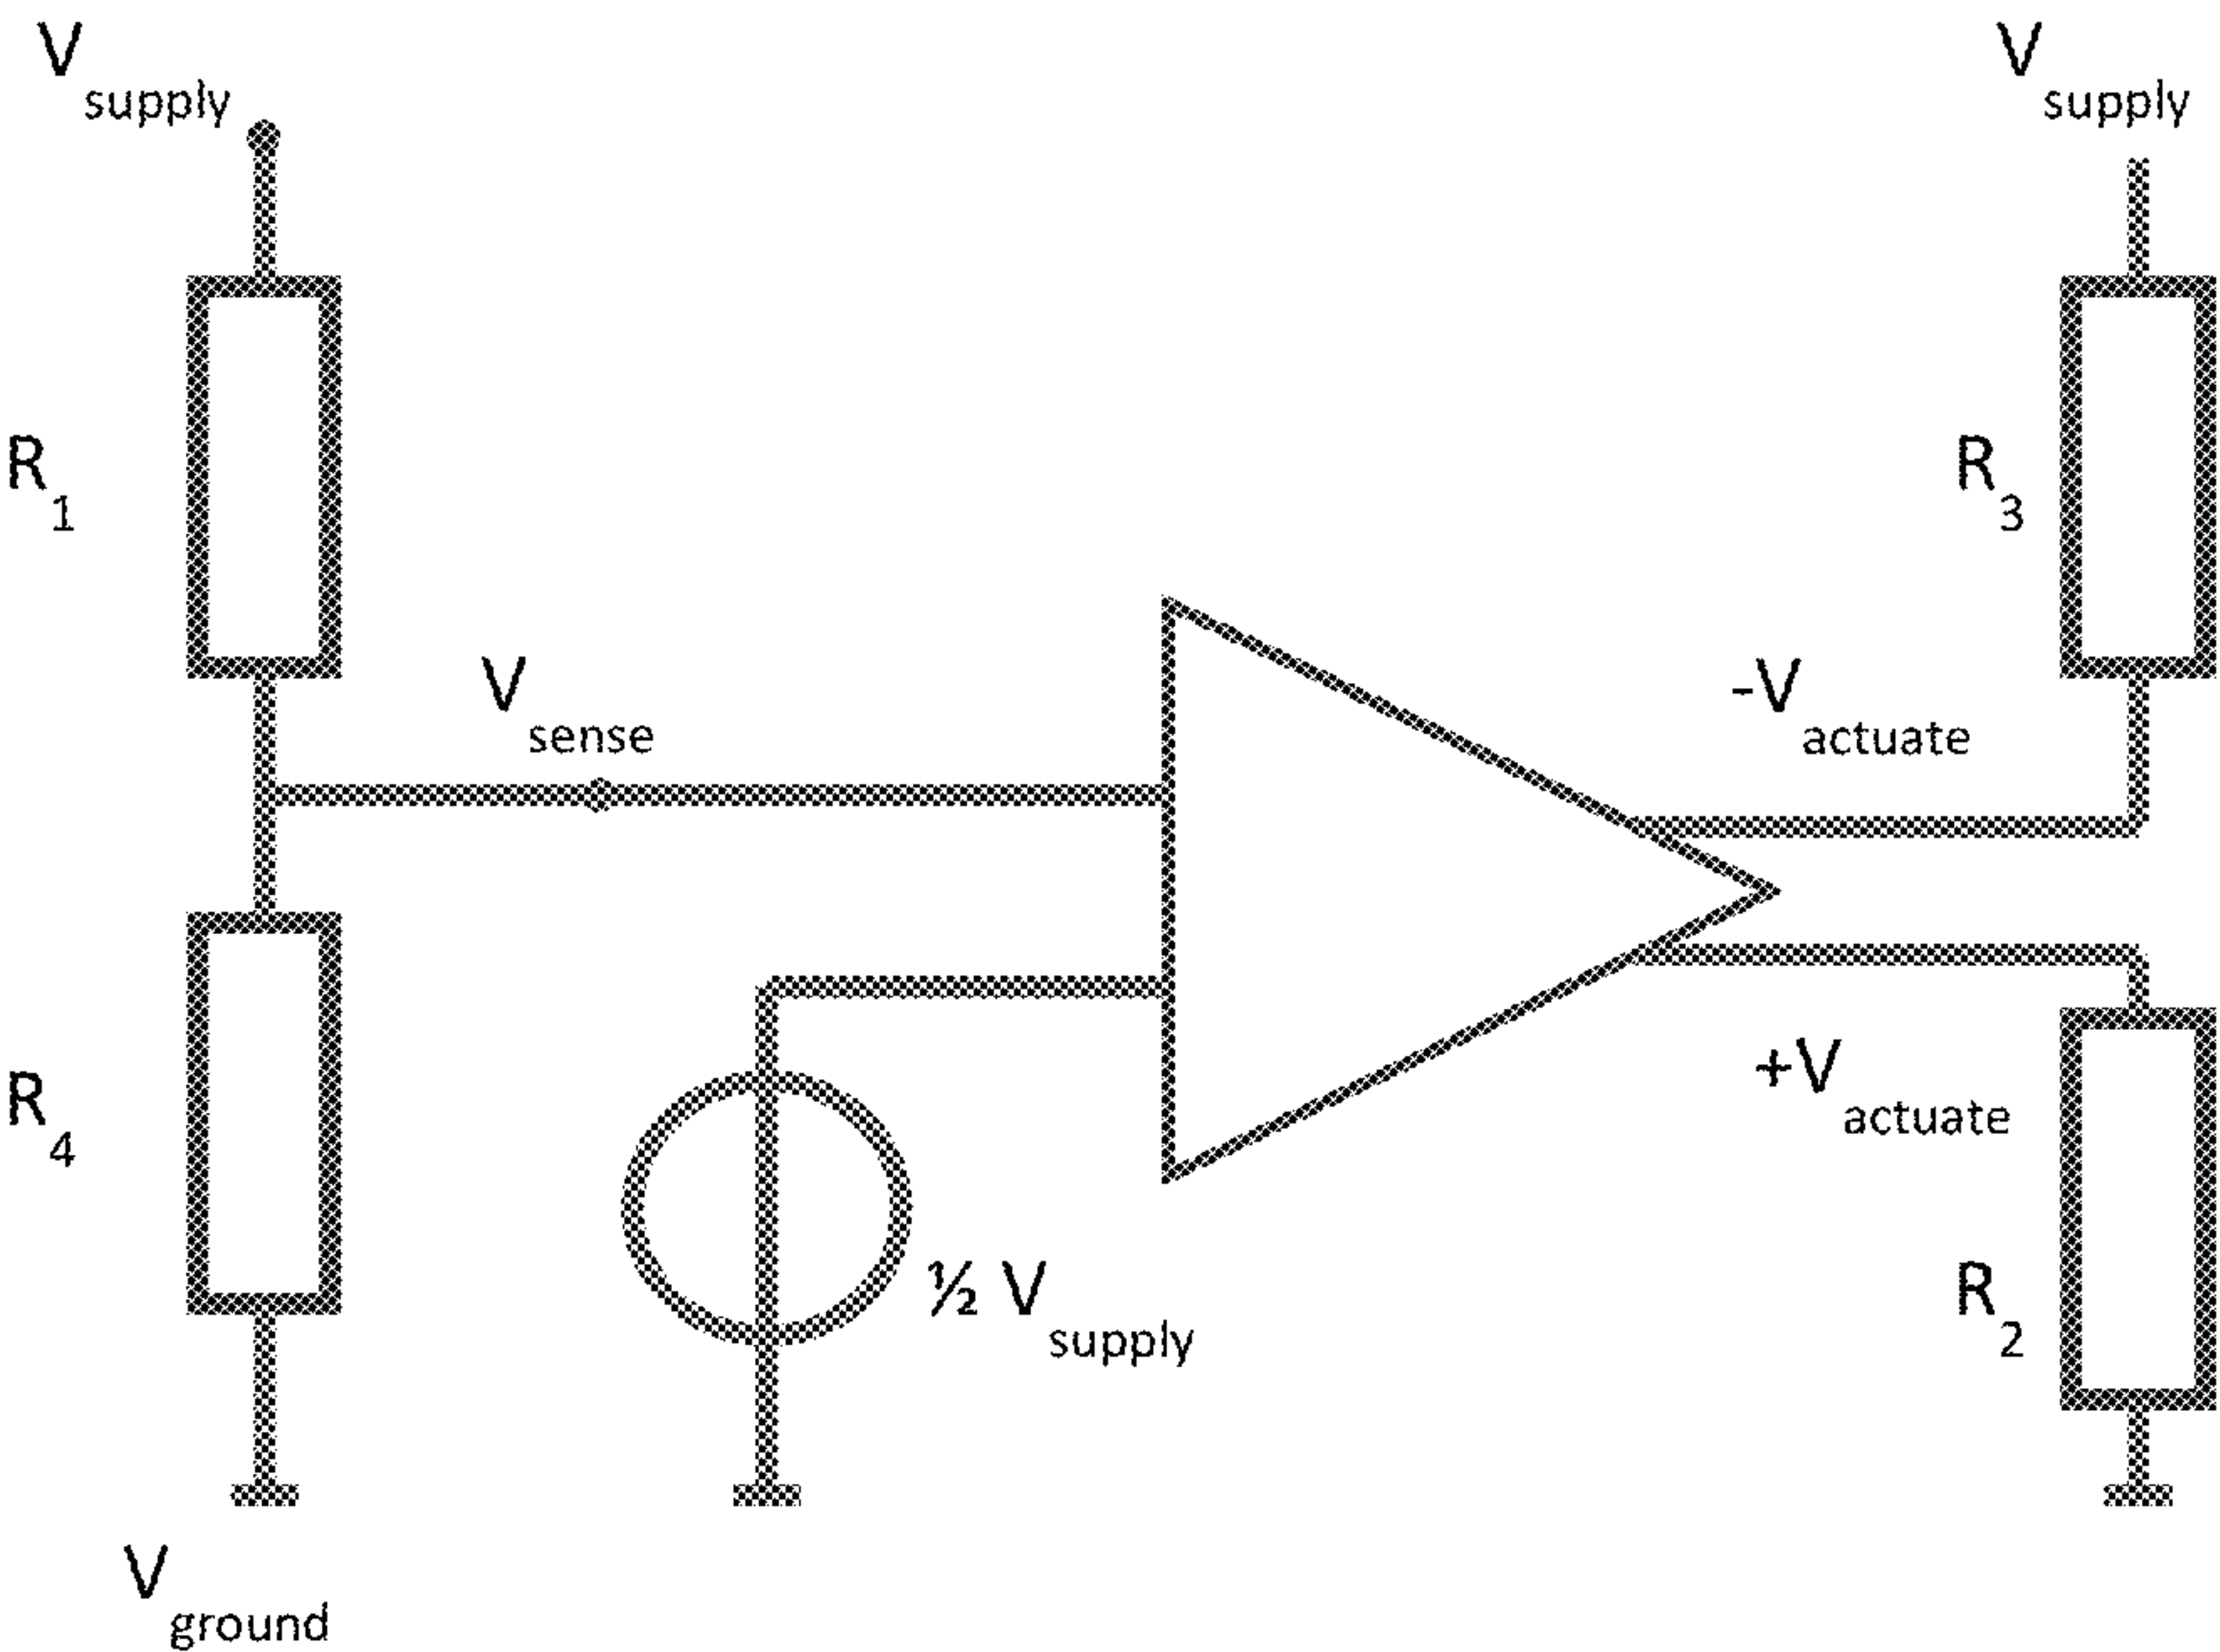 V supply
V supply
R 1
R 3
V sense
-V actuate
R 4
+V actuate
½ V supply
R 2
V ground